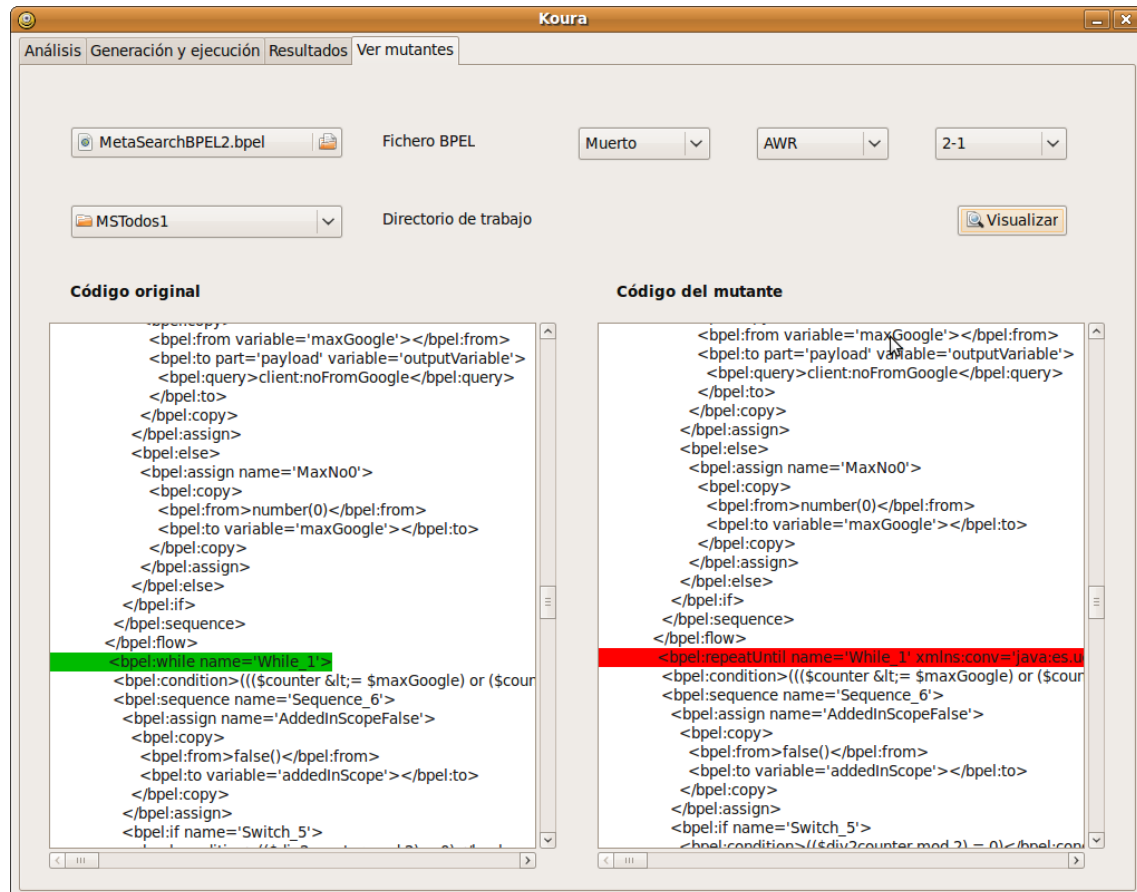 Koura
Análisis Generación y ejecución Resultados Ver mutantes
MetaSearchBPEL2.bpel Fichero BPEL Muerto AWR 2-1
MSTodos1 Directorio de trabajo Visualizar
Código original
<bpel:from variable='maxGoogle'></bpel:from>
<bpel:to part='payload' variable='outputVariable'>
<bpel:query>client:noFromGoogle</bpel:query>
</bpel:to>
</bpel:copy>
</bpel:assign>
<bpel:else>
<bpel:assign name='MaxNo0'>
<bpel:copy>
<bpel:from>number(0)</bpel:from>
<bpel:to variable='maxGoogle'></bpel:to>
</bpel:copy>
</bpel:assign>
</bpel:else>
</bpel:if>
</bpel:sequence>
</bpel:flow>
<bpel:while name='While_1'>
<bpel:condition>((($counter &lt;= $maxGoogle) or ($coun
<bpel:sequence name='Sequence_6'>
<bpel:assign name='AddedInScopeFalse'>
<bpel:copy>
<bpel:from>false()</bpel:from>
<bpel:to variable='addedInScope'></bpel:to>
</bpel:copy>
</bpel:assign>
<bpel:if name='Switch_5'>
Código del mutante
<bpel:from variable='maxGoogle'></bpel:from>
<bpel:to part='payload' variable='outputVariable'>
<bpel:query>client:noFromGoogle</bpel:query>
</bpel:to>
</bpel:copy>
</bpel:assign>
<bpel:else>
<bpel:assign name='MaxNo0'>
<bpel:copy>
<bpel:from>number(0)</bpel:from>
<bpel:to variable='maxGoogle'></bpel:to>
</bpel:copy>
</bpel:assign>
</bpel:else>
</bpel:if>
</bpel:sequence>
</bpel:flow>
<bpel:repeatUntil name='While_1' xmlns:conv='java:es.u
<bpel:condition>((($counter &lt;= $maxGoogle) or ($coun
<bpel:sequence name='Sequence_6'>
<bpel:assign name='AddedInScopeFalse'>
<bpel:copy>
<bpel:from>false()</bpel:from>
<bpel:to variable='addedInScope'></bpel:to>
</bpel:copy>
</bpel:assign>
<bpel:if name='Switch_5'>
<bpel:condition>(($div2counter mod 2) = 0)</bpel:con